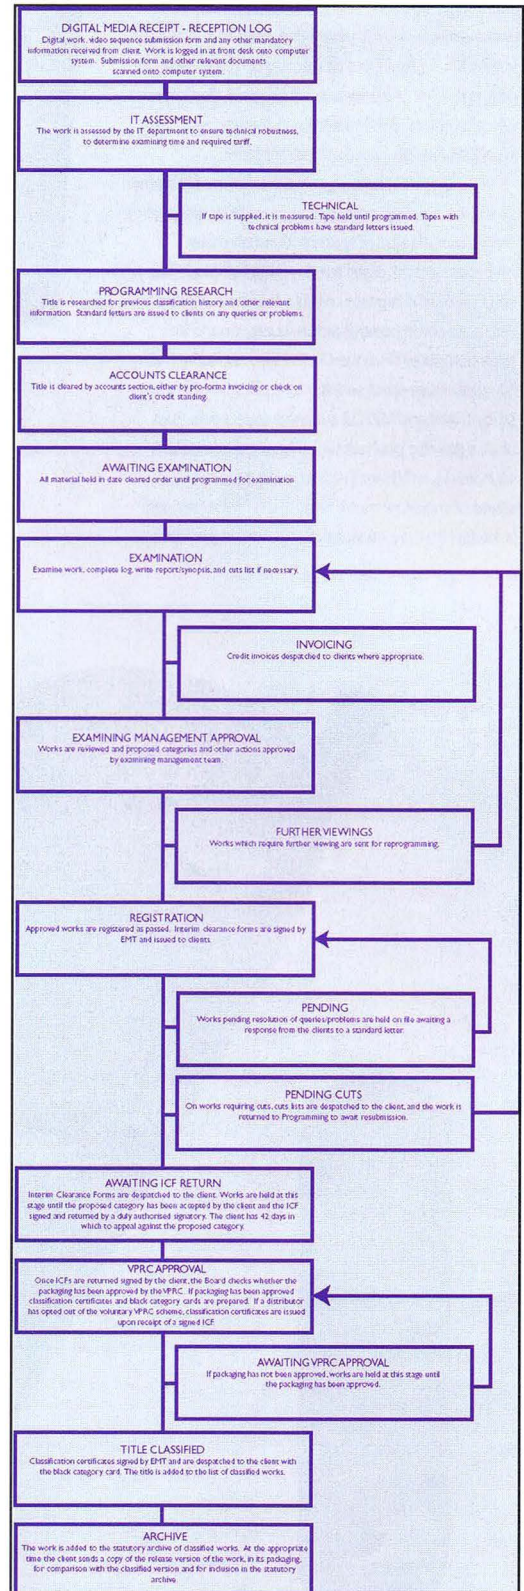 DIGITAL MEDIA RECEIPT - RECEPTION LOG
Digital work, video sequence submission form and any other mandatory
information received from client. Work is logged in at front desk onto computer
system. Submission form and other relevant documents
scanned onto computer system.
IT ASSESSMENT
The work is assessed by the IT department to ensure technical robustness,
to determine examining time and required tariff.
TECHNICAL
If tape is supplied, it is measured. Tape held until programmed. Tapes with
technical problems have standard letters issued.
PROGRAMMING RESEARCH
Title is researched for previous classification history and other relevant
information. Standard letters are issued to clients on any queries or problems.
ACCOUNTS CLEARANCE
Title is cleared by accounts section, either by pro-forma invoicing or check on
client's credit standing.
AWAITING EXAMINATION
All material held in date cleared order until programmed for examination
EXAMINATION
Examine work, complete log, write report/synopsis, and cuts list if necessary.
INVOICING
Credit invoices despatched to clients where appropriate.
EXAMINING MANAGEMENT APPROVAL
Works are reviewed and proposed categories and other actions approved
by examining management team.
FURTHER VIEWINGS
Works which require further viewing are sent for reprogramming.
REGISTRATION
Approved works are registered as passed. Interim clearance forms are signed by
EMT and issued to clients
PENDING
Works pending resolution of queries/problems are held on file awaiting a
response from the clients to a standard letter
PENDING CUTS
On works requiring cuts, cuts lists are despatched to the client, and the work is
returned to Programming to await resubmission.
AWAITING ICF RETURN
Interim Clearance Forms are despatched to the client. Works are held at this
stage until the proposed category has been accepted by the client and the ICF
signed and returned by a duly authorised signatory. The client has 42 days in
which to appeal against the proposed category.
VPRC APPROVAL
Once ICFs are returned signed by the client, the Board checks whether the
packaging has been approved by the VPRC. If packaging has been approved
classification certificates and black category cards are prepared. If a distributor
has opted out of the voluntary VPRC scheme, classification certificates are issued
upon receipt of a signed ICF.
AWAITING VPRC APPROVAL
If packaging has not been approved, works are held at this stage until
the packaging has been approved.
TITLE CLASSIFIED
Classification certificates signed by EMT and are despatched to the client with
the black category card. The title is added to the list of classified works.
ARCHIVE
The work is added to the statutory archive of classified works. At the appropriate
time the client sends a copy of the release version of the work, in its packaging,
for comparison with the classified version and for inclusion in the statutory
archive